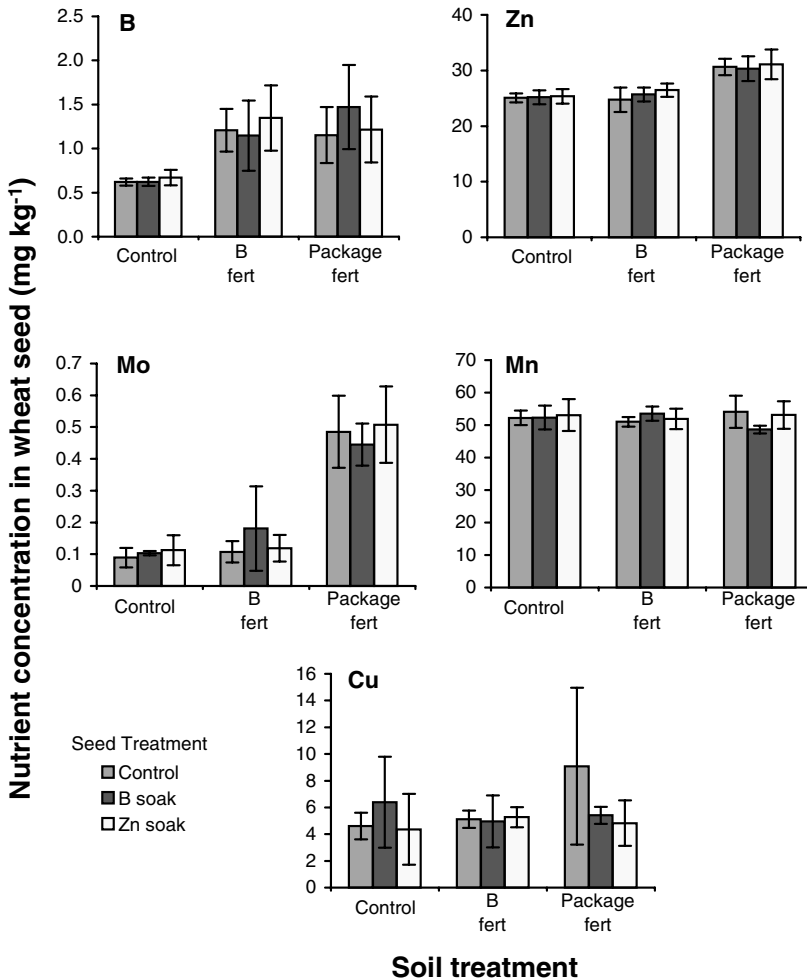 Nutrient concentration in wheat seed (mg kg-1)
B
2.5
2.0
1.5
1.0
0.5
0.0
Control
B
fert
Package
fert
Zn
40
30
20
10
0
Control
B
fert
Package
fert
Mo
0.7
0.6
0.5
0.4
0.3
0.2
0.1
0
Control
B
fert
Package
fert
Mn
70
60
50
40
30
20
10
0
Control
B
fert
Package
fert
Seed Treatment
Control
B soak
Zn soak
Cu
16
14
12
10
8
6
4
2
0
Control
B
fert
Package
fert
Soil treatment